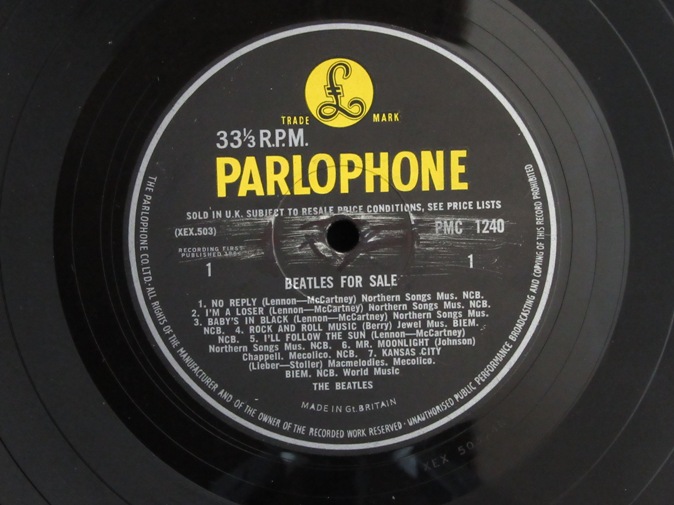 TRADE MARK
33⅓ R.P.M.
PARLOPHONE
SOLD IN U.K. SUBJECT TO RESALE PRICE CONDITIONS, SEE PRICE LISTS
(XEX.503) PMC 1240
RECORDING FIRST
PUBLISHED
1 1
BEATLES FOR SALE
1. NO REPLY (Lennon—McCartney) Northern Songs Mus. NCB.
2. I'M A LOSER (Lennon—McCartney) Northern Songs Mus. NCB.
3. BABY'S IN BLACK (Lennon—McCartney) Northern Songs Mus.
NCB. 4. ROCK AND ROLL MUSIC (Berry) Jewel Mus. BIEM.
NCB. 5. I'LL FOLLOW THE SUN (Lennon—McCartney)
Northern Songs Mus. NCB. 6. MR. MOONLIGHT (Johnson)
Chappell. Mecolico. NCB. 7. KANSAS CITY
(Lieber—Stoller) Macmelodies. Mecolico.
BIEM. NCB. World Music
THE BEATLES
MADE IN Gt. BRITAIN
THE PARLOPHONE CO.LTD.·ALL RIGHTS OF THE MANUFACTURER AND OF THE OWNER OF THE RECORDED WORK RESERVED·UNAUTHORISED PUBLIC PERFORMANCE BROADCASTING AND COPYING OF THIS RECORD PROHIBITED
XEX 50